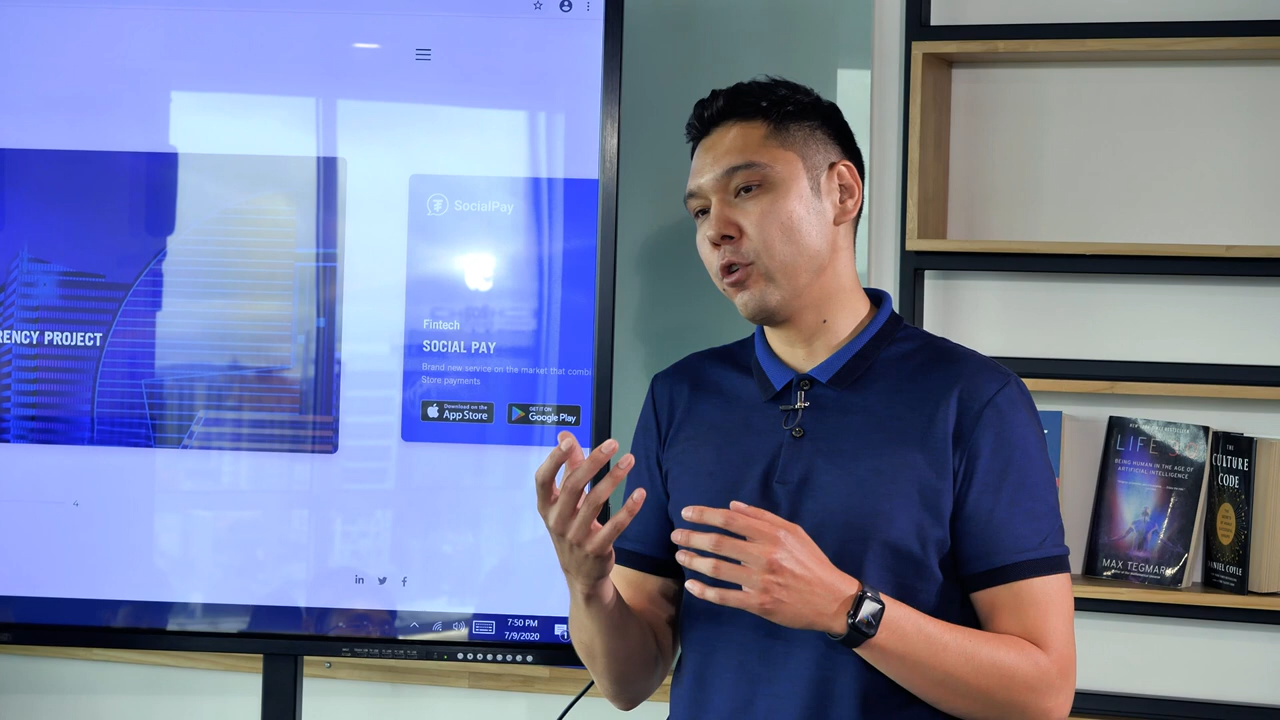 SocialPay
Fintech
SOCIAL PAY
Brand new service on the market that combi
Store payments
Download on the
App Store
GET IT ON
Google Play
RENCY PROJECT
4
in
f
7:50 PM
7/9/2020
LIFE 3.
BEING HUMAN IN THE AGE OF
ARTIFICIAL INTELLIGENCE
MAX TEGMARK
THE
CULTURE
CODE
DANIEL COYLE